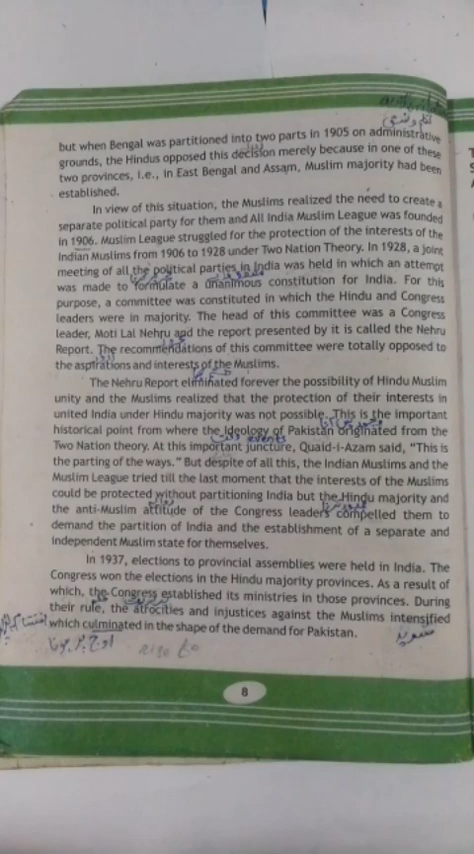 but when Bengal was partitioned into two parts in 1905 on administrative
grounds, the Hindus opposed this decision merely because in one of these
two provinces, i.e., in East Bengal and Assam, Muslim majority had been
established.
In view of this situation, the Muslims realized the need to create a
separate political party for them and All India Muslim League was founded
in 1906. Muslim League struggled for the protection of the interests of the
Indian Muslims from 1906 to 1928 under Two Nation Theory. In 1928, a joint
meeting of all the political parties in India was held in which an attempt
was made to formulate a unanimous constitution for India. For this
purpose, a committee was constituted in which the Hindu and Congress
leaders were in majority. The head of this committee was a Congress
leader, Moti Lal Nehru and the report presented by it is called the Nehru
Report. The recommendations of this committee were totally opposed to
the aspirations and interests of the Muslims.
The Nehru Report eliminated forever the possibility of Hindu Muslim
unity and the Muslims realized that the protection of their interests in
united India under Hindu majority was not possible. This is the important
historical point from where the Ideology of Pakistan originated from the
Two Nation theory. At this important juncture, Quaid-i-Azam said, "This is
the parting of the ways." But despite of all this, the Indian Muslims and the
Muslim League tried till the last moment that the interests of the Muslims
could be protected without partitioning India but the Hindu majority and
the anti-Muslim attitude of the Congress leaders compelled them to
demand the partition of India and the establishment of a separate and
independent Muslim state for themselves.
In 1937, elections to provincial assemblies were held in India. The
Congress won the elections in the Hindu majority provinces. As a result of
which, the Congress established its ministries in those provinces. During
their rule, the atrocities and injustices against the Muslims intensified
which culminated in the shape of the demand for Pakistan.
8